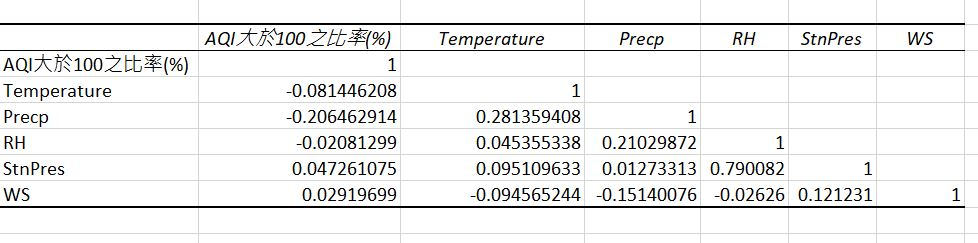 AQI大於100之比率(%) Temperature Precp RH StnPres WS
AQI大於100之比率(%) 1
Temperature -0.081446208 1
Precp -0.206462914 0.281359408 1
RH -0.02081299 0.045355338 0.21029872 1
StnPres 0.047261075 0.095109633 0.01273313 0.790082 1
WS 0.02919699 -0.094565244 -0.15140076 -0.02626 0.121231 1